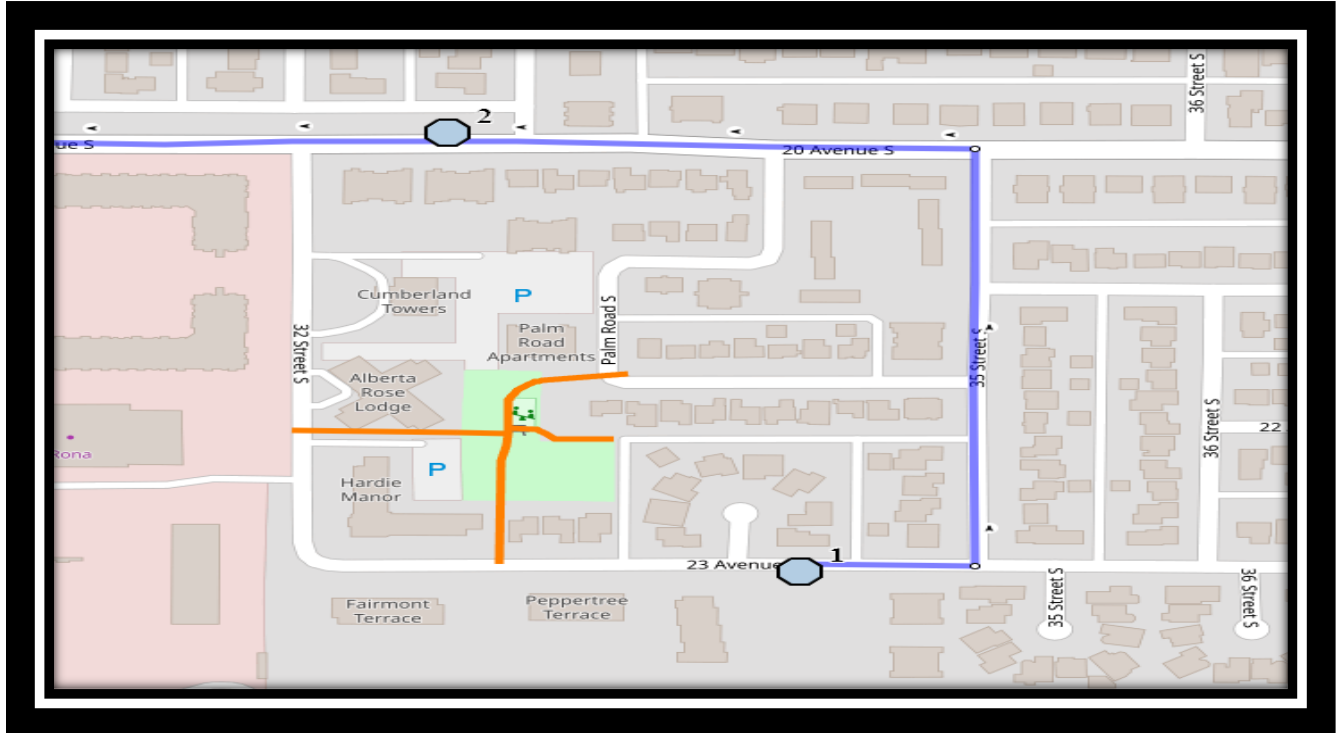 36 Street S
2
ue S
20 Avenue S
Cumberland
Towers
P
Palm Road S
32 Street S
Palm
Road
Apartments
35 Street S
Alberta
Rose
Lodge
36 Street S
22
Rona
P
Hardie
Manor
1
23 Avenue
35 Street S
36 Street S
Fairmont
Terrace
Peppertree
Terrace